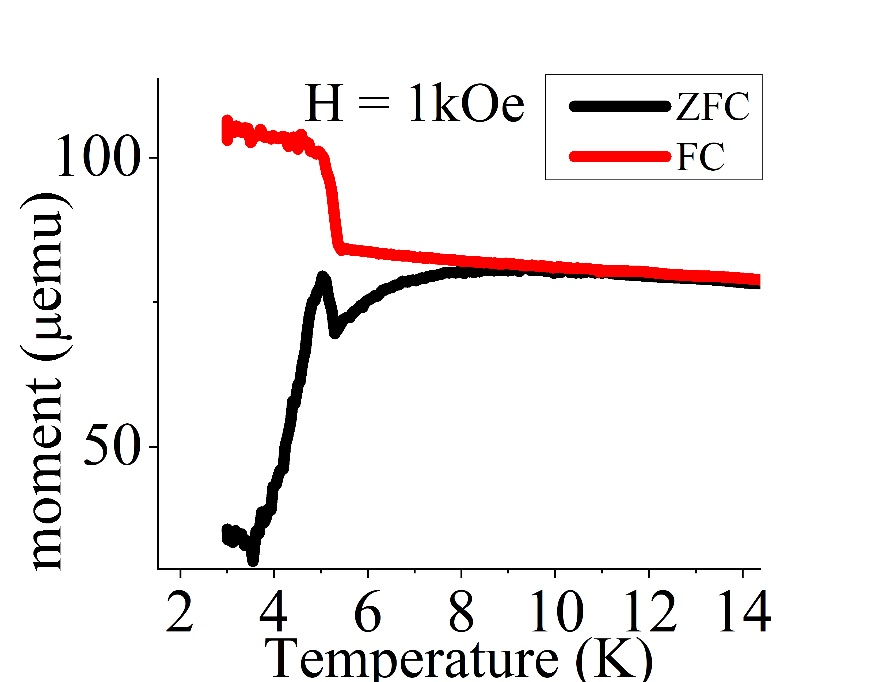 H = 1kOe
ZFC
FC
100
50
moment (μemu)
2 4 6 8 10 12 14
Temperature (K)